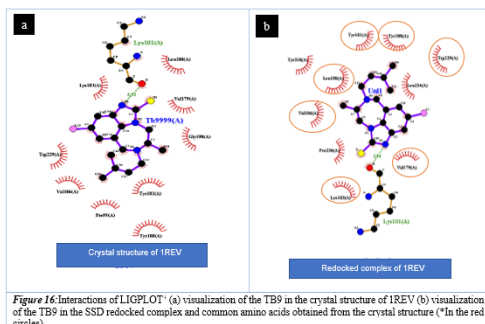 a
Lys101(A)
Leu100(A)
Lys103(A)
Val179(A)
Tb9999(A)
Gly190(A)
Trp229(A)
Val106(A)
Tyr181(A)
Pro95(A)
Tyr188(A)
Crystal structure of 1REV
b
Tyr181(A)
Tyr188(A)
Trp229(A)
Tyr318(A)
Leu100(A)
Leu234(A)
Unl1
Val106(A)
Pro236(A)
Val179(A)
Lys103(A)
Lys101(A)
Redocked complex of 1REV
Figure 16:Interactions of LIGPLOT+ (a) visualization of the TB9 in the crystal structure of 1REV (b) visualization
of the TB9 in the SSD redocked complex and common amino acids obtained from the crystal structure (*In the red
circles)